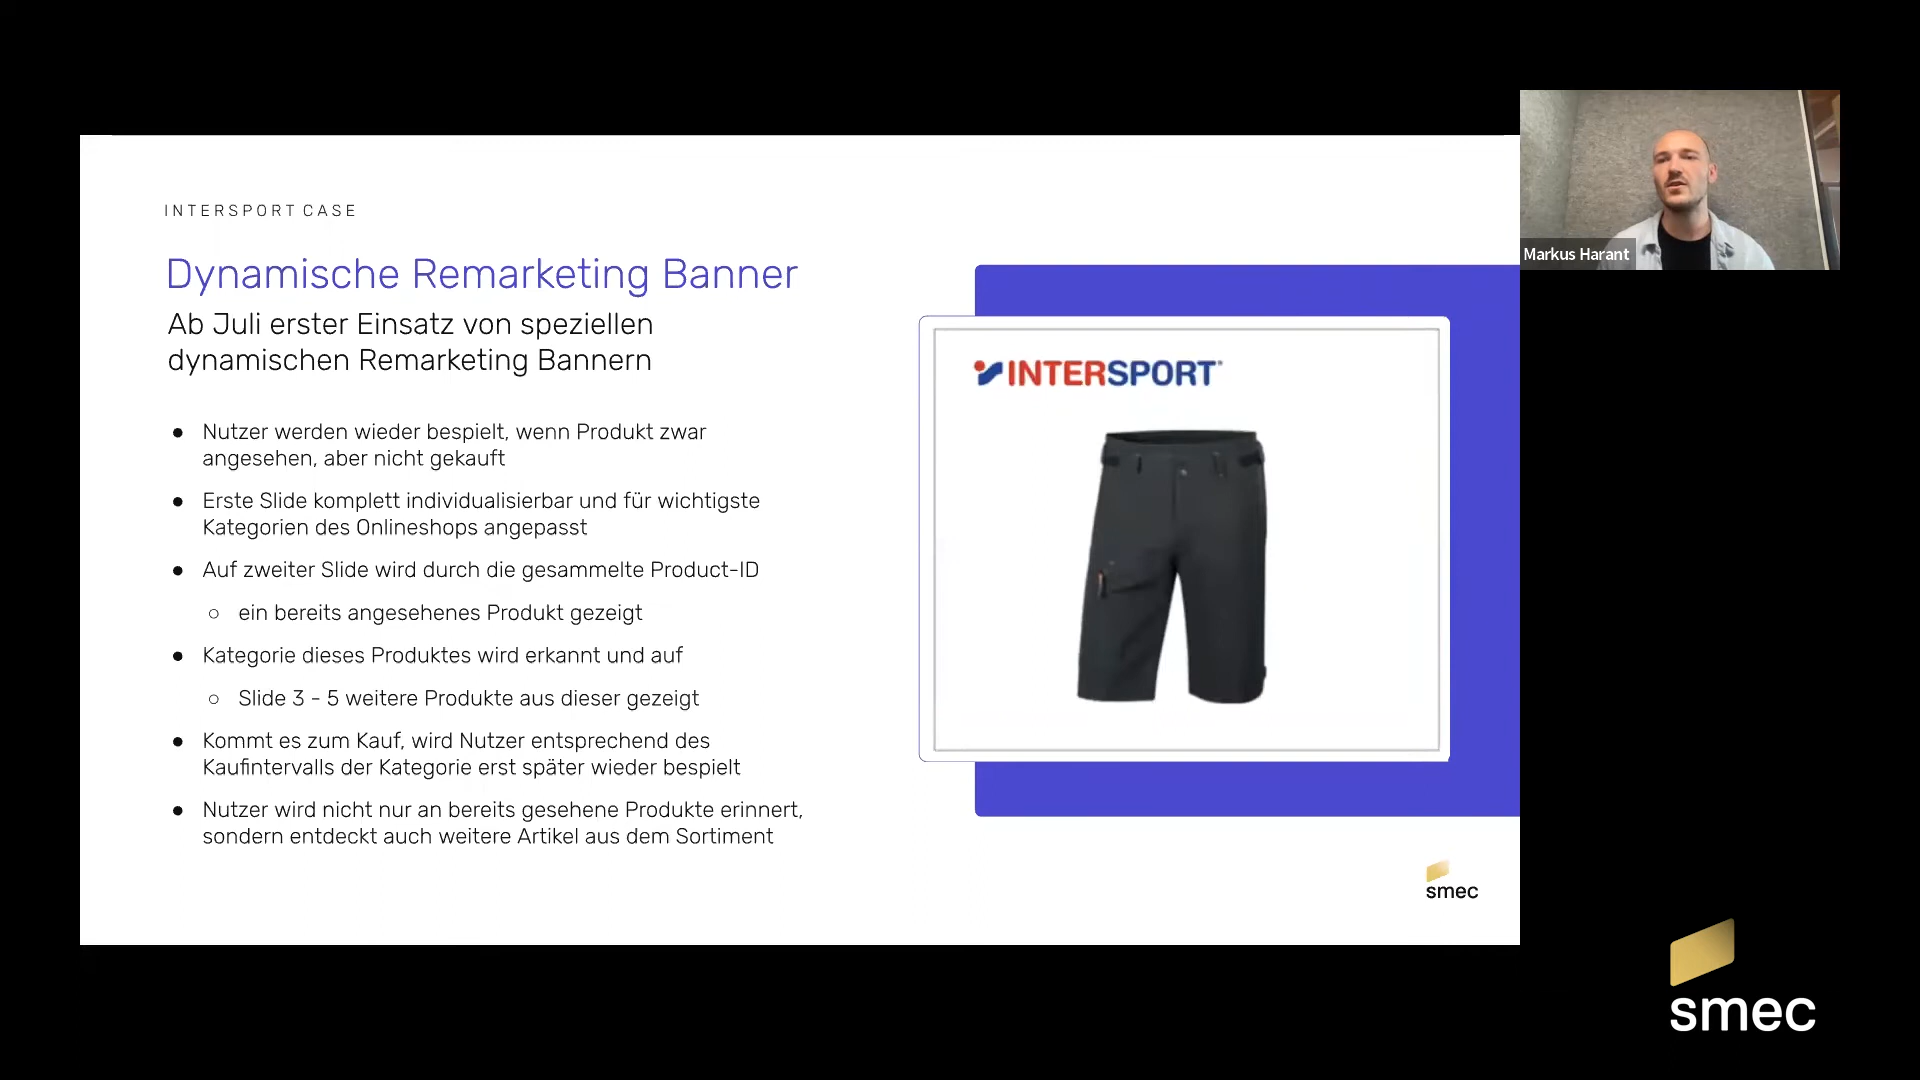 INTERSPORT CASE
Dynamische Remarketing Banner
Ab Juli erster Einsatz von speziellen
dynamischen Remarketing Bannern
● Nutzer werden wieder bespielt, wenn Produkt zwar
angesehen, aber nicht gekauft
● Erste Slide komplett individualisierbar und für wichtigste
Kategorien des Onlineshops angepasst
● Auf zweiter Slide wird durch die gesammelte Product-ID
○ ein bereits angesehenes Produkt gezeigt
● Kategorie dieses Produktes wird erkannt und auf
○ Slide 3 - 5 weitere Produkte aus dieser gezeigt
● Kommt es zum Kauf, wird Nutzer entsprechend des
Kaufintervalls der Kategorie erst später wieder bespielt
● Nutzer wird nicht nur an bereits gesehene Produkte erinnert,
sondern entdeckt auch weitere Artikel aus dem Sortiment
INTERSPORT
smec
Markus Harant
smec